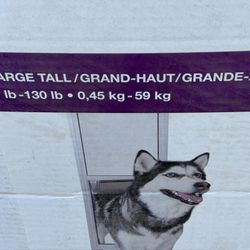 ARGE TALL/GRAND-HAUT/GRANDE-
lb-130 lb • 0,45 kg-59 kg